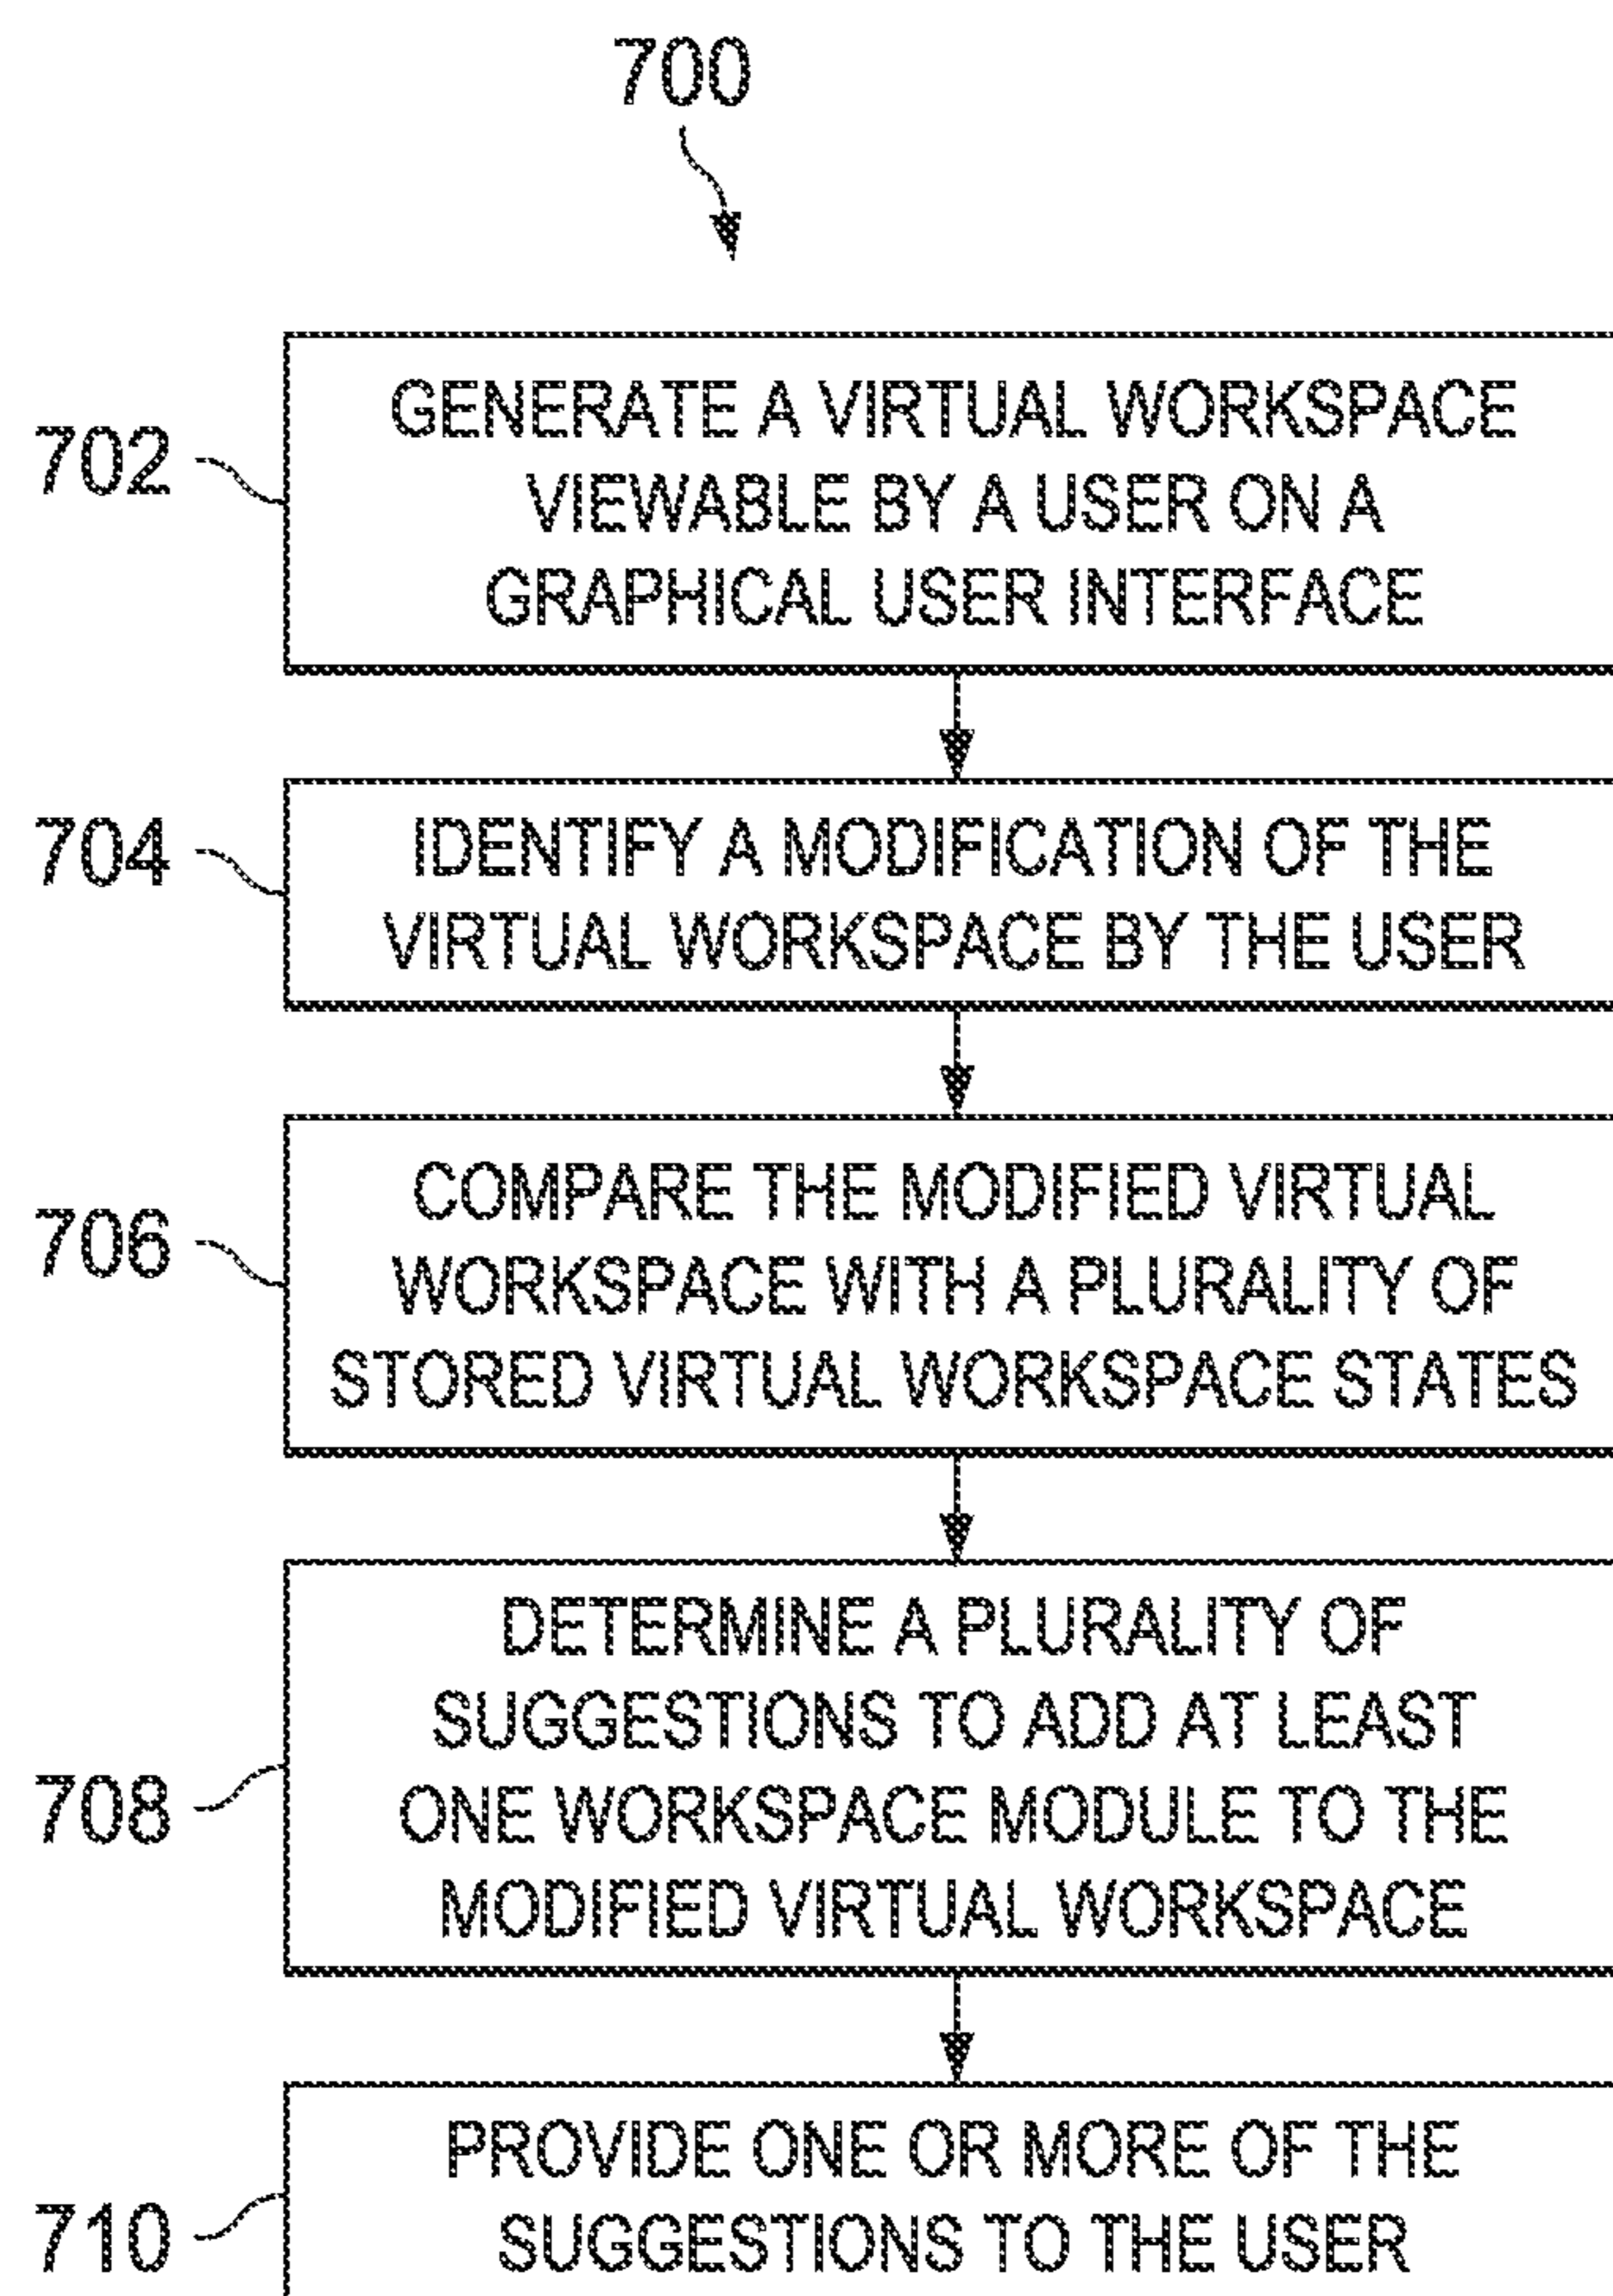 700
702
GENERATE A VIRTUAL WORKSPACE
VIEWABLE BY A USER ON A
GRAPHICAL USER INTERFACE
704
IDENTIFY A MODIFICATION OF THE
VIRTUAL WORKSPACE BY THE USER
706
COMPARE THE MODIFIED VIRTUAL
WORKSPACE WITH A PLURALITY OF
STORED VIRTUAL WORKSPACE STATES
708
DETERMINE A PLURALITY OF
SUGGESTIONS TO ADD AT LEAST
ONE WORKSPACE MODULE TO THE
MODIFIED VIRTUAL WORKSPACE
710
PROVIDE ONE OR MORE OF THE
SUGGESTIONS TO THE USER